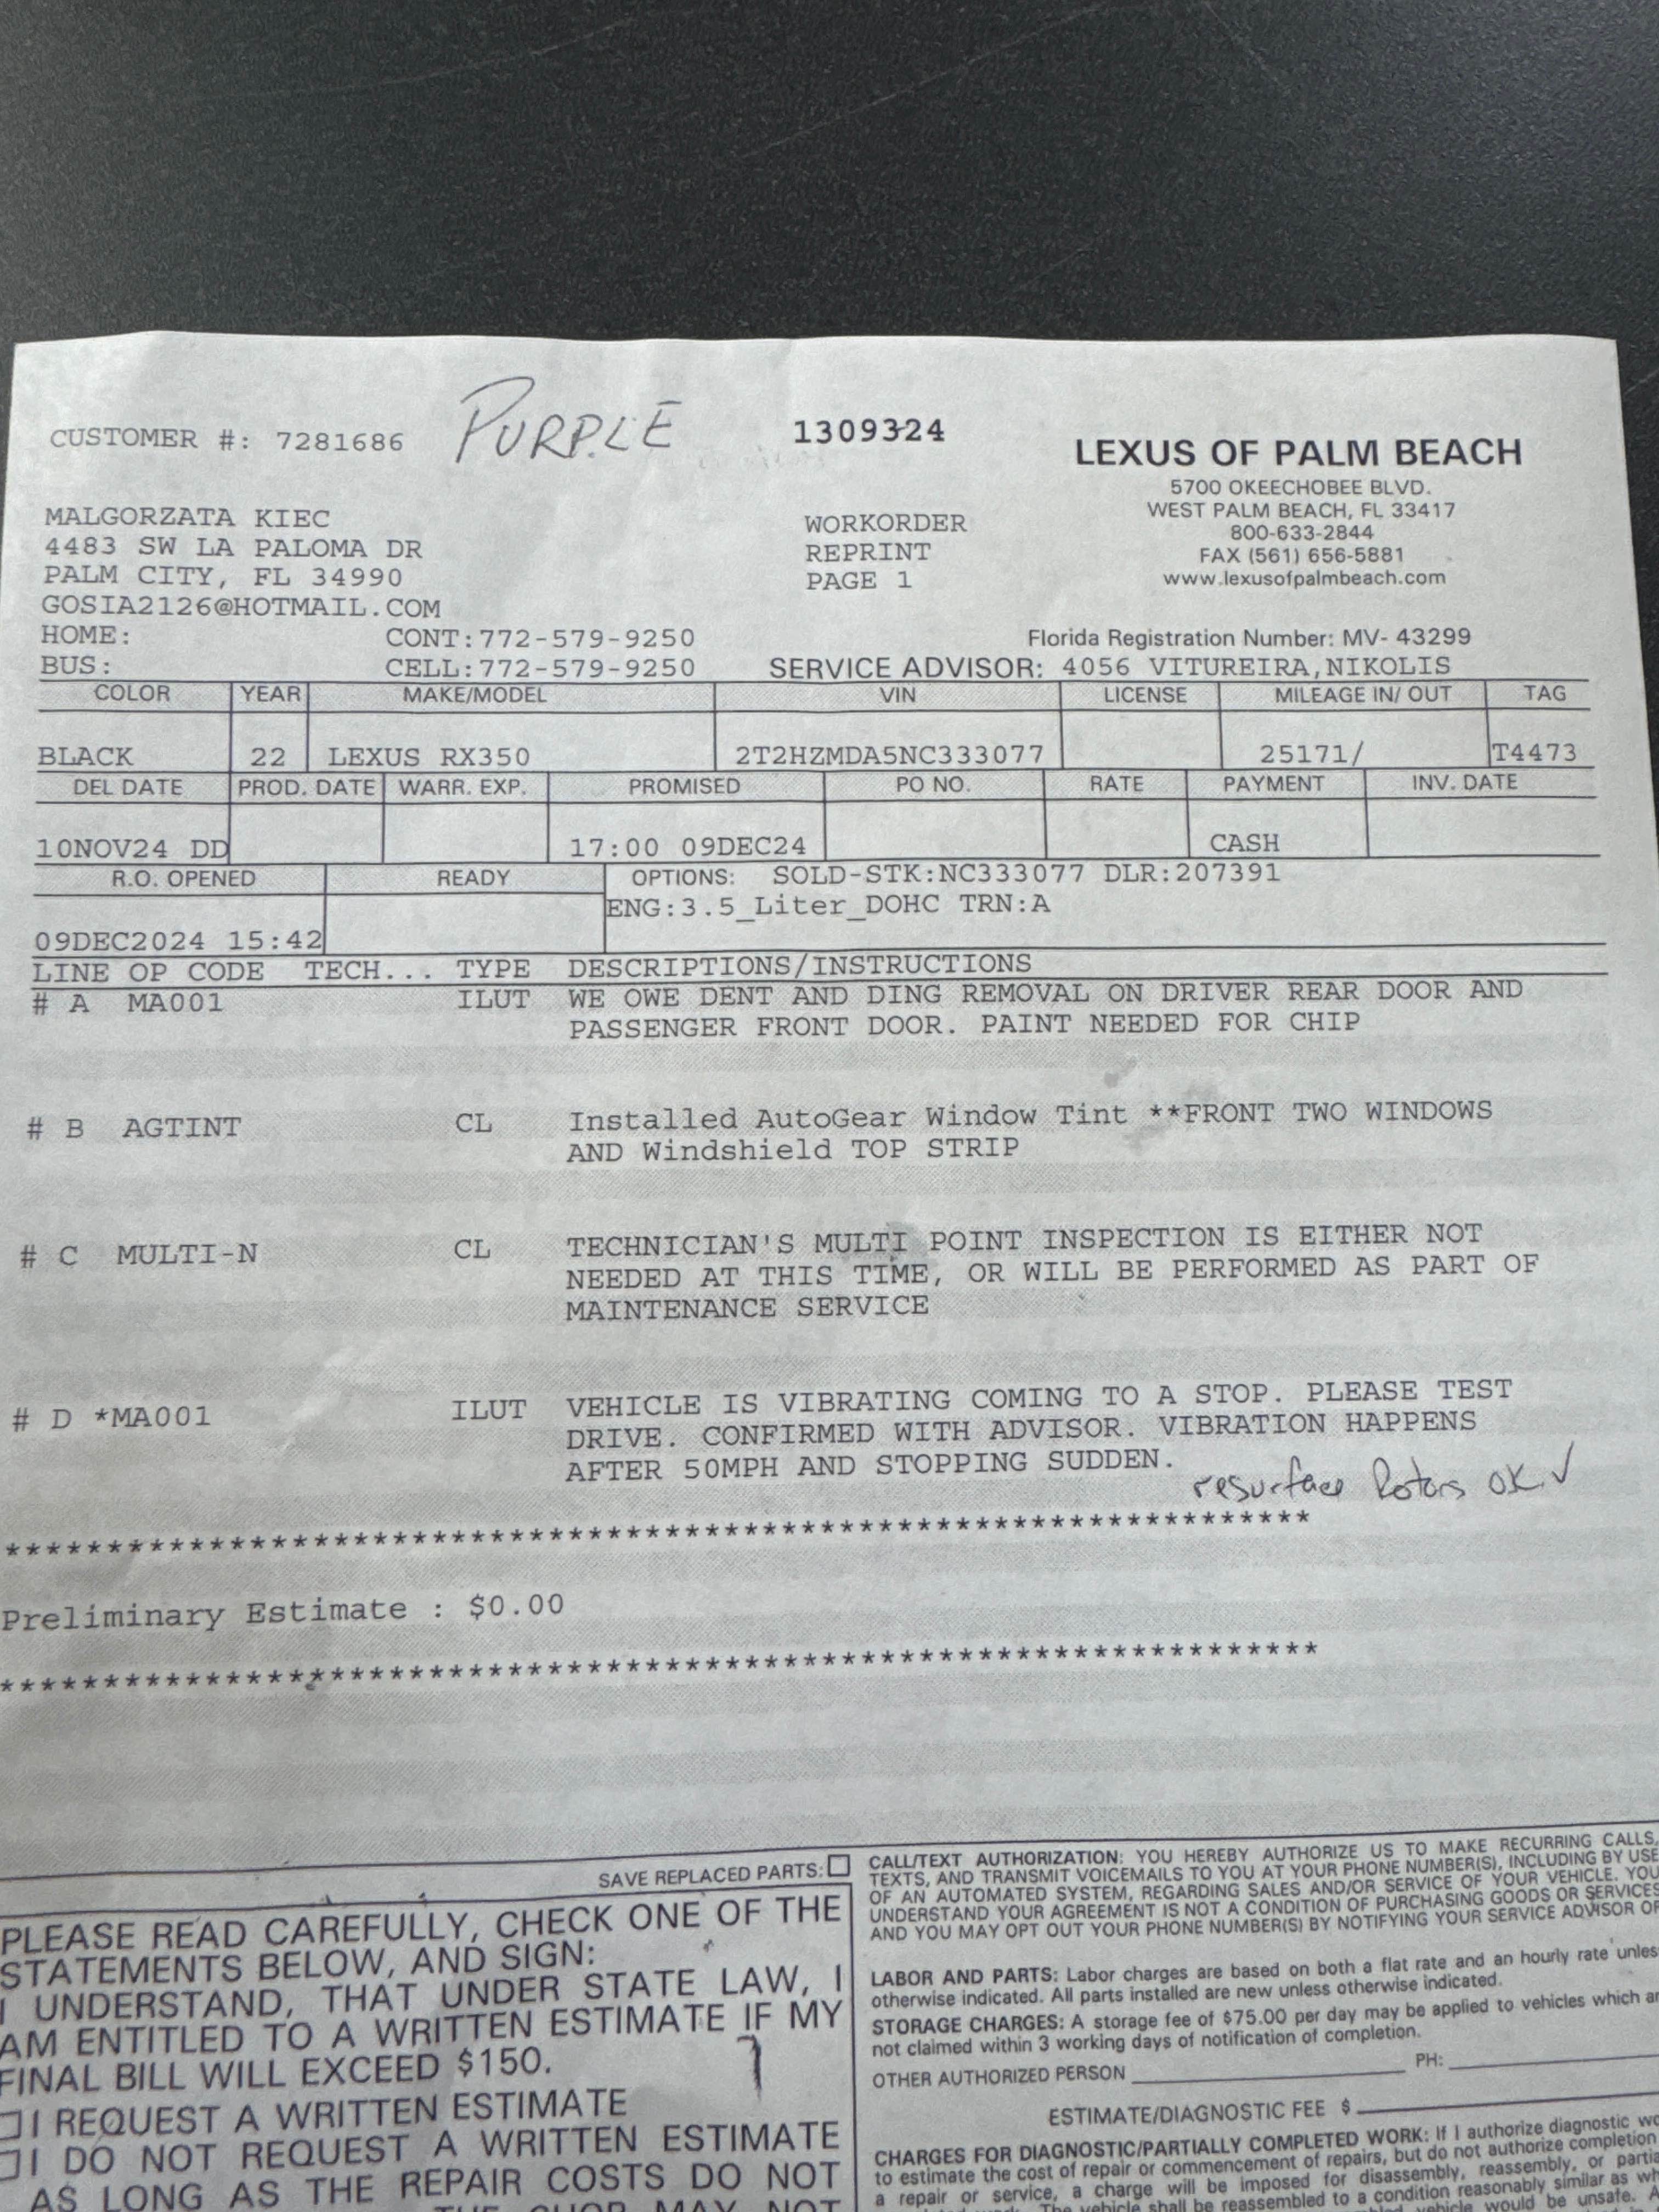 CUSTOMER #: 7281686 PURPLE 1309324
LEXUS OF PALM BEACH
5700 OKEECHOBEE BLVD.
WEST PALM BEACH, FL 33417
800-633-2844
FAX (561) 656-5881
www.lexusofpalmbeach.com
MALGORZATA KIEC
4483 SW LA PALOMA DR
PALM CITY, FL 34990
GOSIA2126@HOTMAIL.COM
WORKORDER
REPRINT
PAGE 1
HOME: CONT:772-579-9250 Florida Registration Number: MV- 43299
BUS: CELL:772-579-9250 SERVICE ADVISOR: 4056 VITUREIRA,NIKOLIS
COLOR YEAR MAKE/MODEL VIN LICENSE MILEAGE IN/ OUT TAG
BLACK 22 LEXUS RX350 2T2HZMDA5NC333077 25171/ T4473
DEL DATE PROD. DATE WARR. EXP. PROMISED PO NO. RATE PAYMENT INV. DATE
10NOV24 DD 17:00 09DEC24 CASH
R.O. OPENED READY OPTIONS: SOLD-STK:NC333077 DLR:207391
ENG:3.5_Liter_DOHC TRN:A
09DEC2024 15:42
LINE OP CODE TECH... TYPE DESCRIPTIONS/INSTRUCTIONS
# A MA001 ILUT WE OWE DENT AND DING REMOVAL ON DRIVER REAR DOOR AND
PASSENGER FRONT DOOR. PAINT NEEDED FOR CHIP
# B AGTINT CL Installed AutoGear Window Tint **FRONT TWO WINDOWS
AND Windshield TOP STRIP
# C MULTI-N CL TECHNICIAN'S MULTI POINT INSPECTION IS EITHER NOT
NEEDED AT THIS TIME, OR WILL BE PERFORMED AS PART OF
MAINTENANCE SERVICE
# D *MA001 ILUT VEHICLE IS VIBRATING COMING TO A STOP. PLEASE TEST
DRIVE. CONFIRMED WITH ADVISOR. VIBRATION HAPPENS
AFTER 50MPH AND STOPPING SUDDEN.
resurface Rotors OK ✓
****************************************************************
Preliminary Estimate : $0.00
****************************************************************
SAVE REPLACED PARTS: ☐
PLEASE READ CAREFULLY, CHECK ONE OF THE
STATEMENTS BELOW, AND SIGN:
I UNDERSTAND, THAT UNDER STATE LAW, I
AM ENTITLED TO A WRITTEN ESTIMATE IF MY
FINAL BILL WILL EXCEED $150.
☐I REQUEST A WRITTEN ESTIMATE
☐I DO NOT REQUEST A WRITTEN ESTIMATE
AS LONG AS THE REPAIR COSTS DO NOT
CALL/TEXT AUTHORIZATION: YOU HEREBY AUTHORIZE US TO MAKE RECURRING CALLS,
TEXTS, AND TRANSMIT VOICEMAILS TO YOU AT YOUR PHONE NUMBER(S), INCLUDING BY USE
OF AN AUTOMATED SYSTEM, REGARDING SALES AND/OR SERVICE OF YOUR VEHICLE. YOU
UNDERSTAND YOUR AGREEMENT IS NOT A CONDITION OF PURCHASING GOODS OR SERVICES
AND YOU MAY OPT OUT YOUR PHONE NUMBER(S) BY NOTIFYING YOUR SERVICE ADVISOR OR
LABOR AND PARTS: Labor charges are based on both a flat rate and an hourly rate unles
otherwise indicated. All parts installed are new unless otherwise indicated.
STORAGE CHARGES: A storage fee of $75.00 per day may be applied to vehicles which ar
not claimed within 3 working days of notification of completion.
OTHER AUTHORIZED PERSON PH:
ESTIMATE/DIAGNOSTIC FEE $
CHARGES FOR DIAGNOSTIC/PARTIALLY COMPLETED WORK: If I authorize diagnostic wo
to estimate the cost of repair or commencement of repairs, but do not authorize completion
a repair or service, a charge will be imposed for disassembly, reassembly, or partia
vehicle shall be reassembled to a condition reasonably similar as wh
vehicle would be unsafe. A